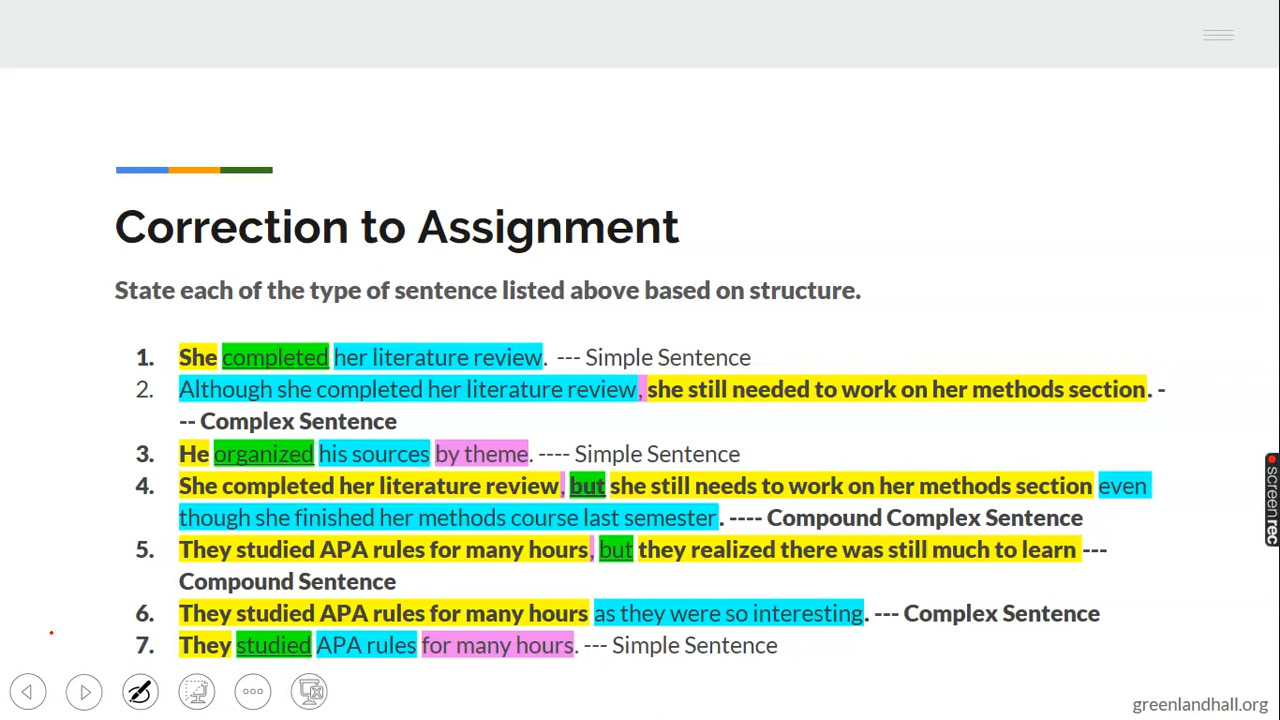 Correction to Assignment
State each of the type of sentence listed above based on structure.
1. She completed her literature review. --- Simple Sentence
2. Although she completed her literature review, she still needed to work on her methods section. -
-- Complex Sentence
3. He organized his sources by theme. ---- Simple Sentence
4. She completed her literature review, but she still needs to work on her methods section even
though she finished her methods course last semester. ---- Compound Complex Sentence
5. They studied APA rules for many hours, but they realized there was still much to learn ---
Compound Sentence
6. They studied APA rules for many hours as they were so interesting. --- Complex Sentence
7. They studied APA rules for many hours. --- Simple Sentence
screenrec
greenlandhall.org